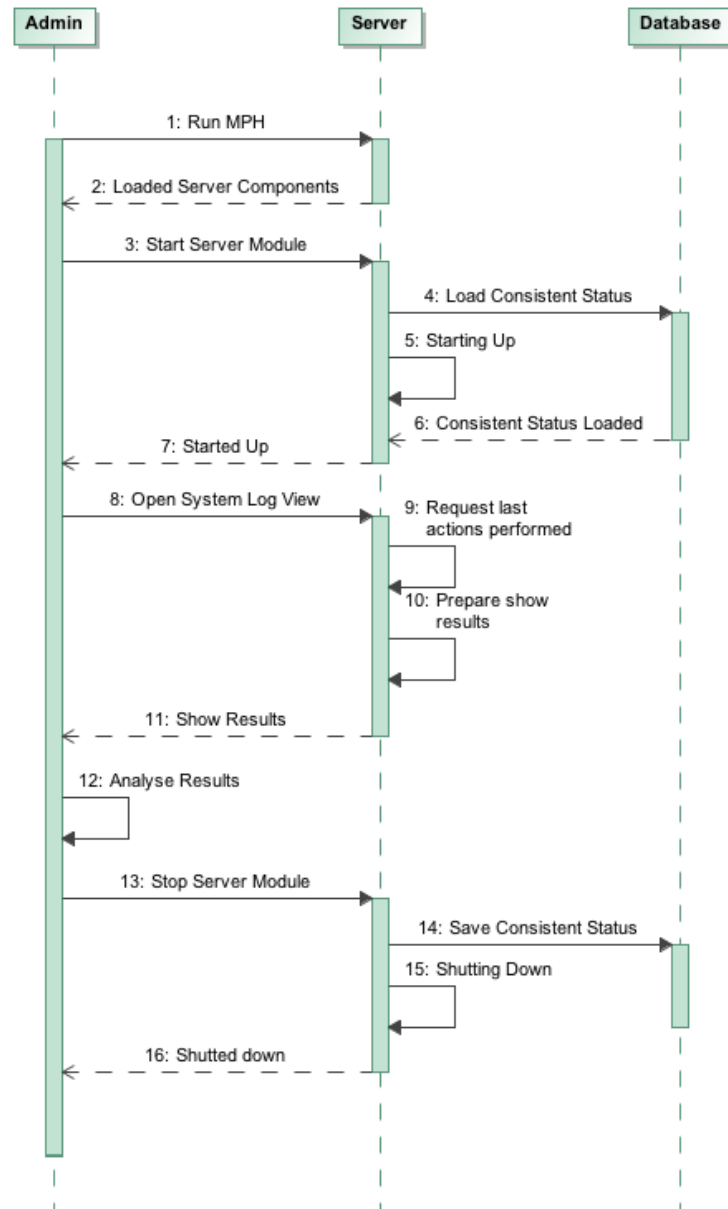 Admin
Server
Database
1: Run MPH
2: Loaded Server Components
3: Start Server Module
4: Load Consistent Status
5: Starting Up
6: Consistent Status Loaded
7: Started Up
8: Open System Log View
9: Request last
actions performed
10: Prepare show
results
11: Show Results
12: Analyse Results
13: Stop Server Module
14: Save Consistent Status
15: Shutting Down
16: Shutted down